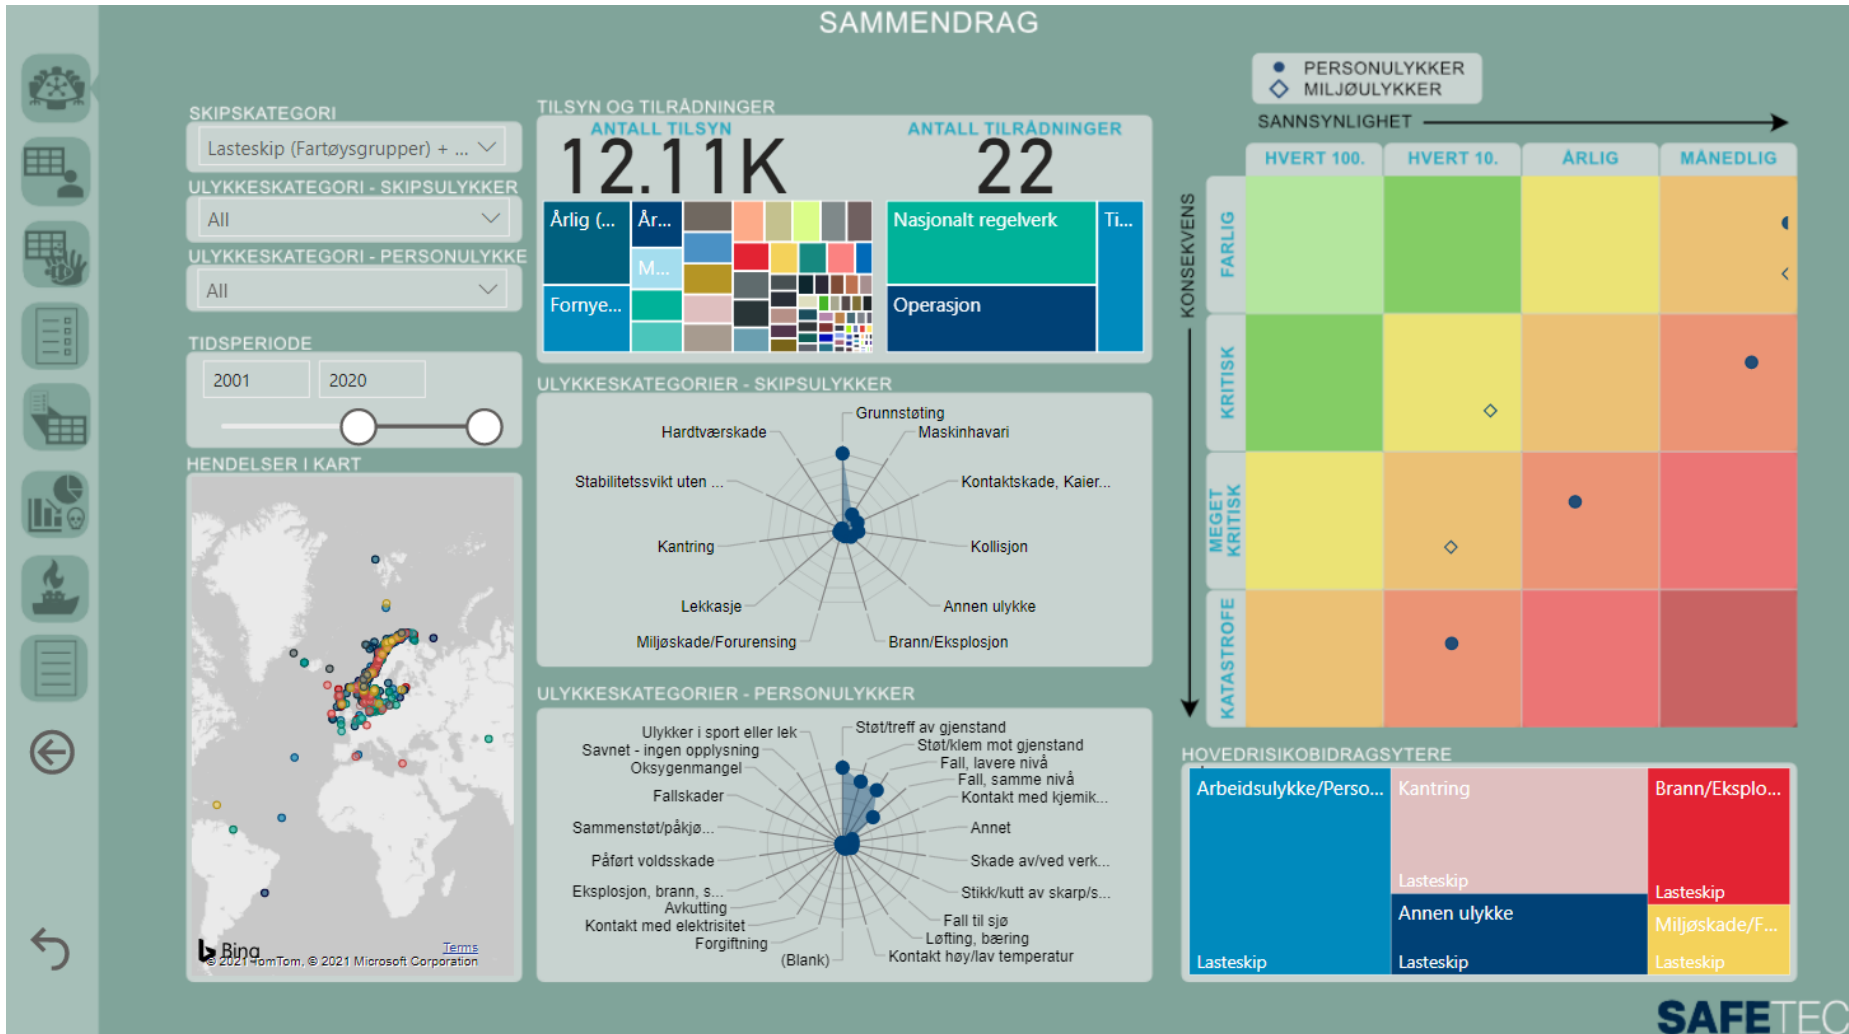 SAMMENDRAG
SKIPSKATEGORI
Lasteskip (Fartøysgrupper) + ...
ULYKKESKATEGORI - SKIPSULYKKER
All
ULYKKESKATEGORI - PERSONULYKKE
All
TIDSPERIODE
2001
2020
HENDELSER I KART
Bing
Terms
© 2021 TomTom, © 2021 Microsoft Corporation
TILSYN OG TILRÅDNINGER
ANTALL TILSYN
12.11K
ANTALL TILRÅDNINGER
22
Årlig (...
År...
M...
Fornye...
Nasjonalt regelverk
Ti...
Operasjon
ULYKKESKATEGORIER - SKIPSULYKKER
Grunnstøting
Maskinhavari
Kontaktskade, Kaier...
Kollisjon
Annen ulykke
Brann/Eksplosjon
Miljøskade/Forurensing
Lekkasje
Kantring
Stabilitetssvikt uten ...
Hardtværskade
ULYKKESKATEGORIER - PERSONULYKKER
Støt/treff av gjenstand
Støt/klem mot gjenstand
Fall, lavere nivå
Fall, samme nivå
Kontakt med kjemik...
Annet
Skade av/ved verk...
Stikk/kutt av skarp/s...
Fall til sjø
Løfting, bæring
Kontakt høy/lav temperatur
(Blank)
Forgiftning
Kontakt med elektrisitet
Avkutting
Eksplosjon, brann, s...
Påført voldsskade
Sammenstøt/påkjø...
Fallskader
Oksygenmangel
Savnet - ingen opplysning
Ulykker i sport eller lek
PERSONULYKKER
MILJØULYKKER
SANNSYNLIGHET
HVERT 100.
HVERT 10.
ÅRLIG
MÅNEDLIG
KONSEKVENS
FARLIG
KRITISK
MEGET
KRITISK
KATASTROFE
HOVEDRISIKOBIDRAGSYTERE
Arbeidsulykke/Perso...
Lasteskip
Kantring
Lasteskip
Annen ulykke
Lasteskip
Brann/Eksplo...
Lasteskip
Miljøskade/F...
Lasteskip
SAFETEC